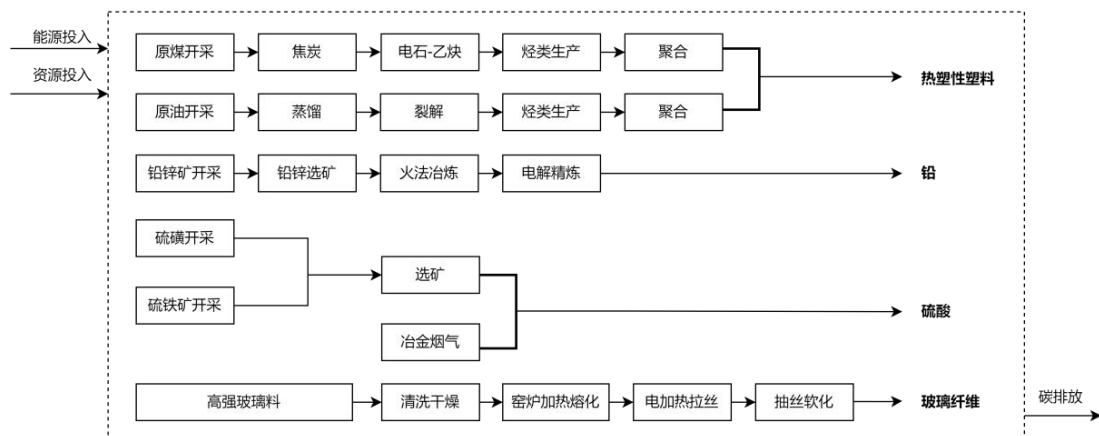 能源投入
资源投入
原煤开采
焦炭
电石-乙炔
烃类生产
聚合
热塑性塑料
原油开采
蒸馏
裂解
烃类生产
聚合
铅锌矿开采
铅锌选矿
火法冶炼
电解精炼
铅
硫磺开采
硫铁矿开采
选矿
冶金烟气
硫酸
高强玻璃料
清洗干燥
窑炉加热熔化
电加热拉丝
抽丝软化
玻璃纤维
碳排放